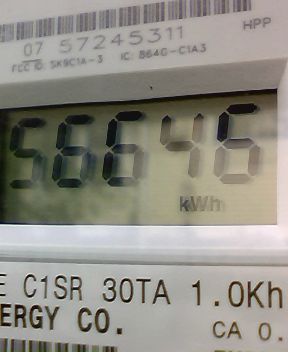 HPP
07 57245311
FCC ID: SK9C1A-3 IC: 864G-C1A3
56646
kWh
E C1SR 30TA 1.0Kh
ERGY CO.
CA 0.